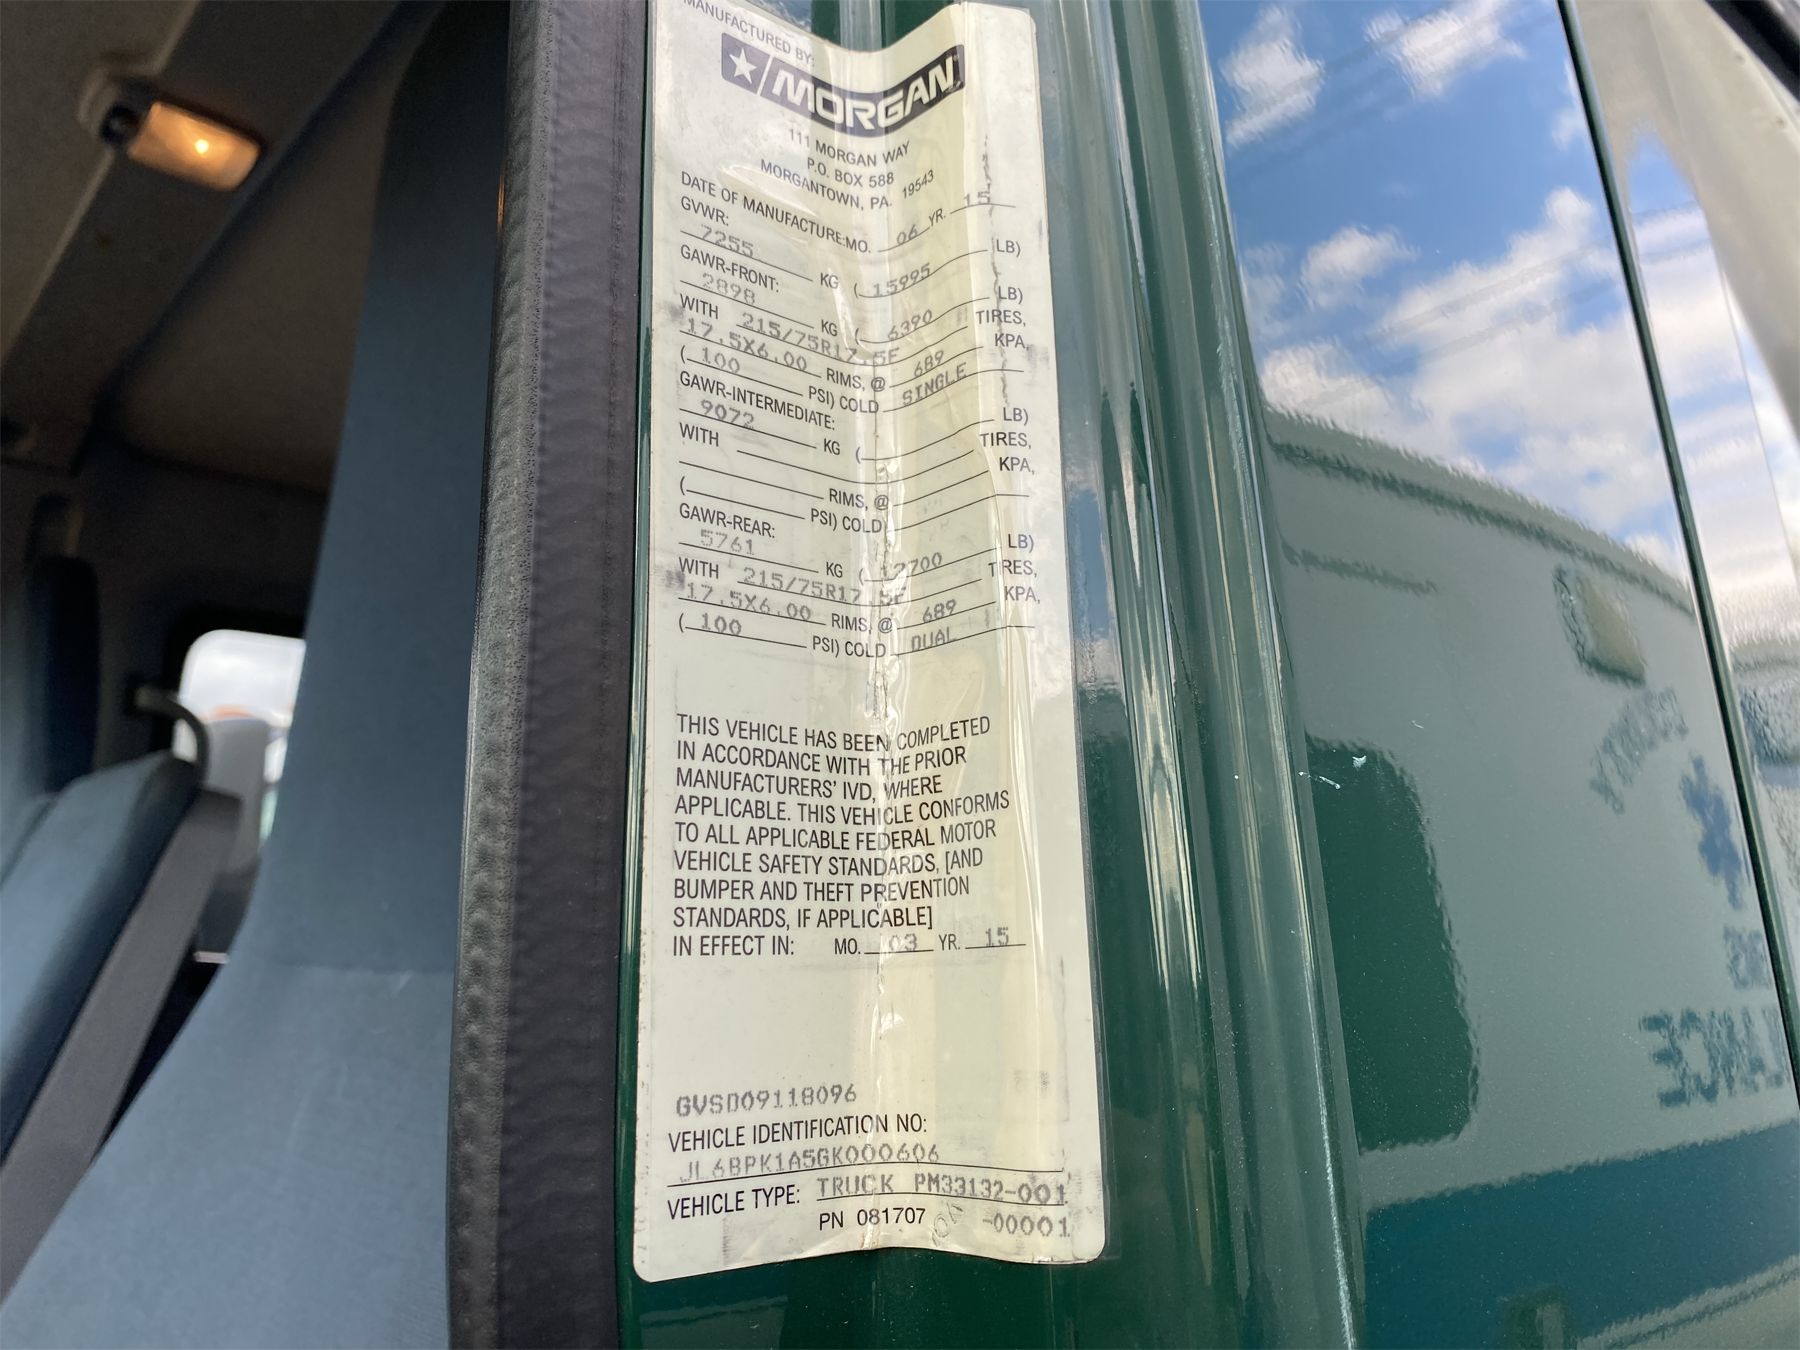 MANUFACTURED BY:
MORGAN
111 MORGAN WAY
P.O. BOX 588
MORGANTOWN, PA. 19543
DATE OF MANUFACTURE:MO. 06 YR. 15
GVWR:
7255 KG ( 15995 LB)
GAWR-FRONT:
2898 KG ( 6390 LB)
WITH 215/75R17.5F TIRES,
17.5X6.00 RIMS, @ 689 KPA,
( 100 PSI) COLD SINGLE
GAWR-INTERMEDIATE:
9072 KG ( LB)
WITH TIRES,
RIMS, @ KPA,
( PSI) COLD
GAWR-REAR:
5761 KG ( 12700 LB)
WITH 215/75R17.5F TIRES,
17.5X6.00 RIMS, @ 689 KPA,
( 100 PSI) COLD DUAL
THIS VEHICLE HAS BEEN COMPLETED
IN ACCORDANCE WITH THE PRIOR
MANUFACTURERS' IVD, WHERE
APPLICABLE. THIS VEHICLE CONFORMS
TO ALL APPLICABLE FEDERAL MOTOR
VEHICLE SAFETY STANDARDS, [AND
BUMPER AND THEFT PREVENTION
STANDARDS, IF APPLICABLE]
IN EFFECT IN: MO. 03 YR. 15
GVSD09118096
VEHICLE IDENTIFICATION NO:
JL6BPK1A5GK000606
VEHICLE TYPE: TRUCK PM33132-001
PN 081707 -00001